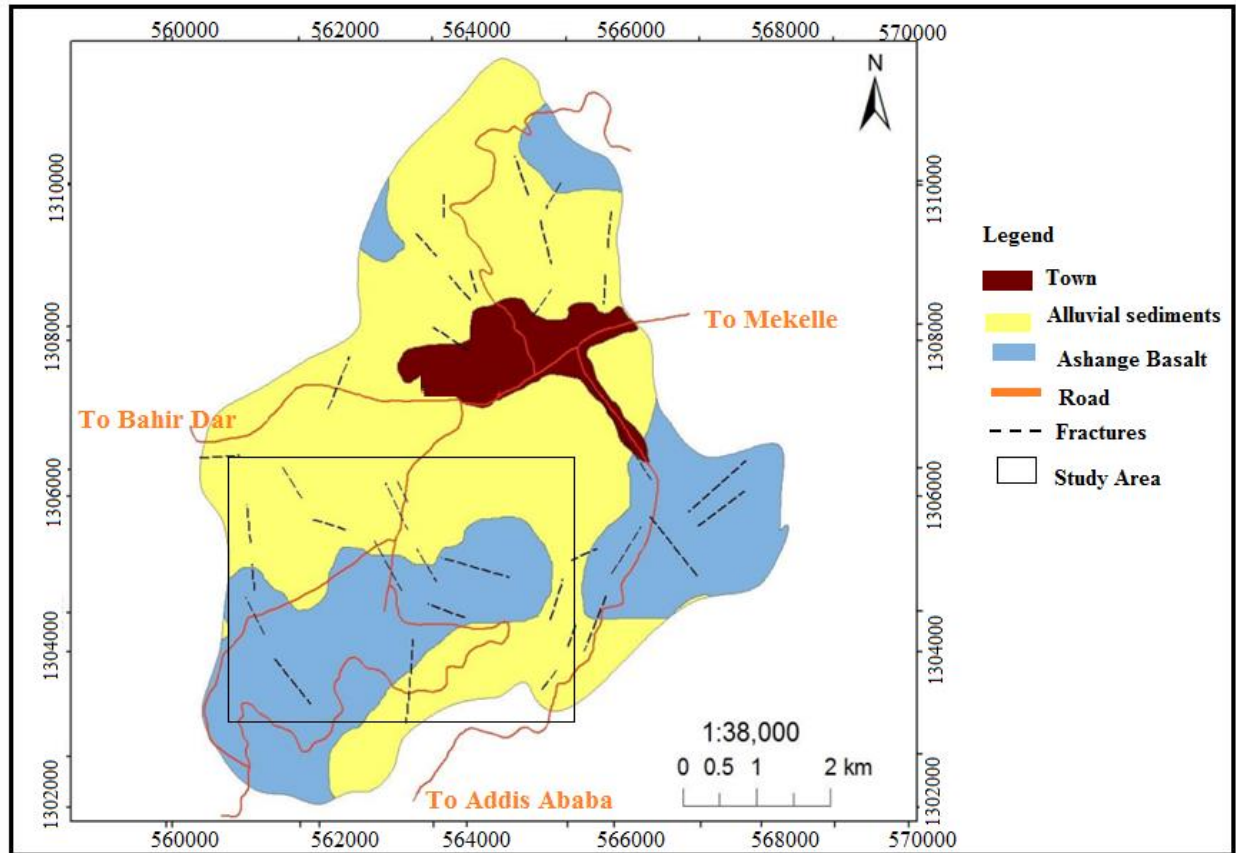 560000 562000 564000 566000 568000 570000
N
1310000
1310000
To Mekelle
1308000
1308000
To Bahir Dar
1306000
1306000
1304000
1304000
1302000
1302000
To Addis Ababa
1:38,000
0 0.5 1 2 km
560000 562000 564000 566000 568000 570000
Legend
Town
Alluvial sediments
Ashange Basalt
Road
Fractures
Study Area